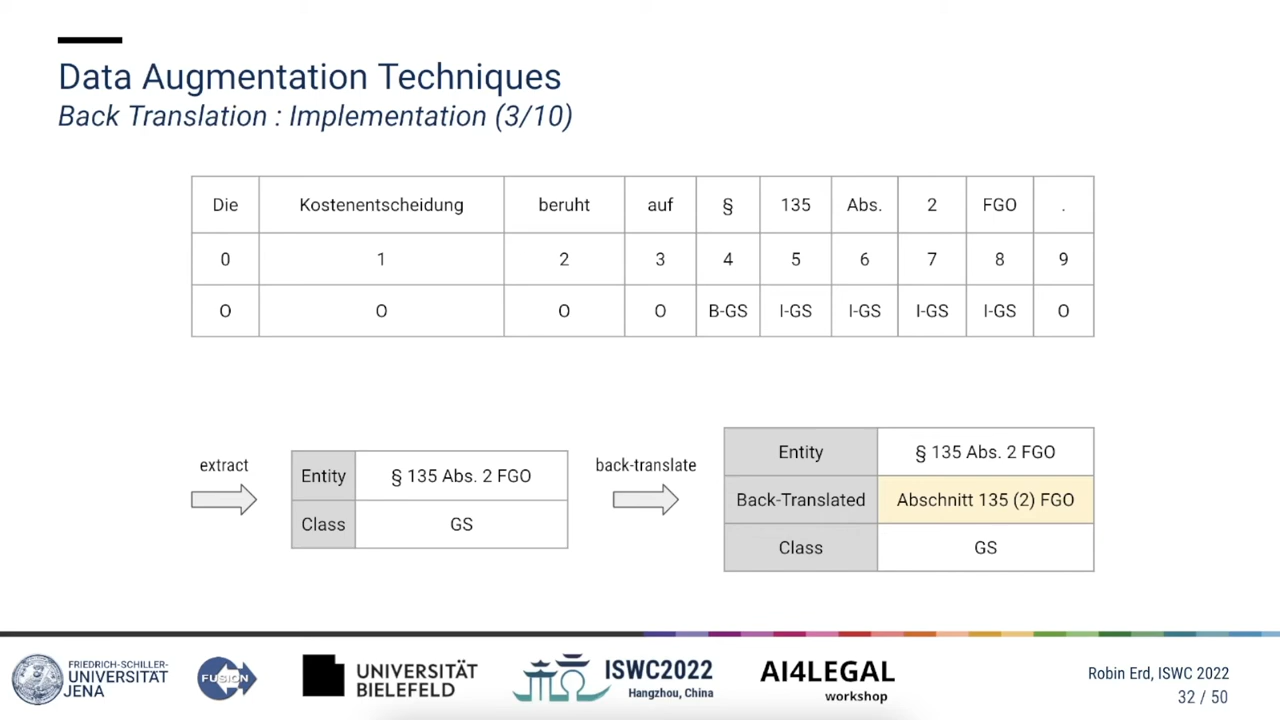 Data Augmentation Techniques
Back Translation : Implementation (3/10)
Die Kostenentscheidung beruht auf § 135 Abs. 2 FGO .
0 1 2 3 4 5 6 7 8 9
O O O O B-GS I-GS I-GS I-GS I-GS O
extract
Entity § 135 Abs. 2 FGO
Class GS
back-translate
Entity § 135 Abs. 2 FGO
Back-Translated Abschnitt 135 (2) FGO
Class GS
FRIEDRICH-SCHILLER-
UNIVERSITÄT
JENA
FUSION
UNIVERSITÄT
BIELEFELD
ISWC2022
Hangzhou, China
AI4LEGAL
workshop
Robin Erd, ISWC 2022
32 / 50